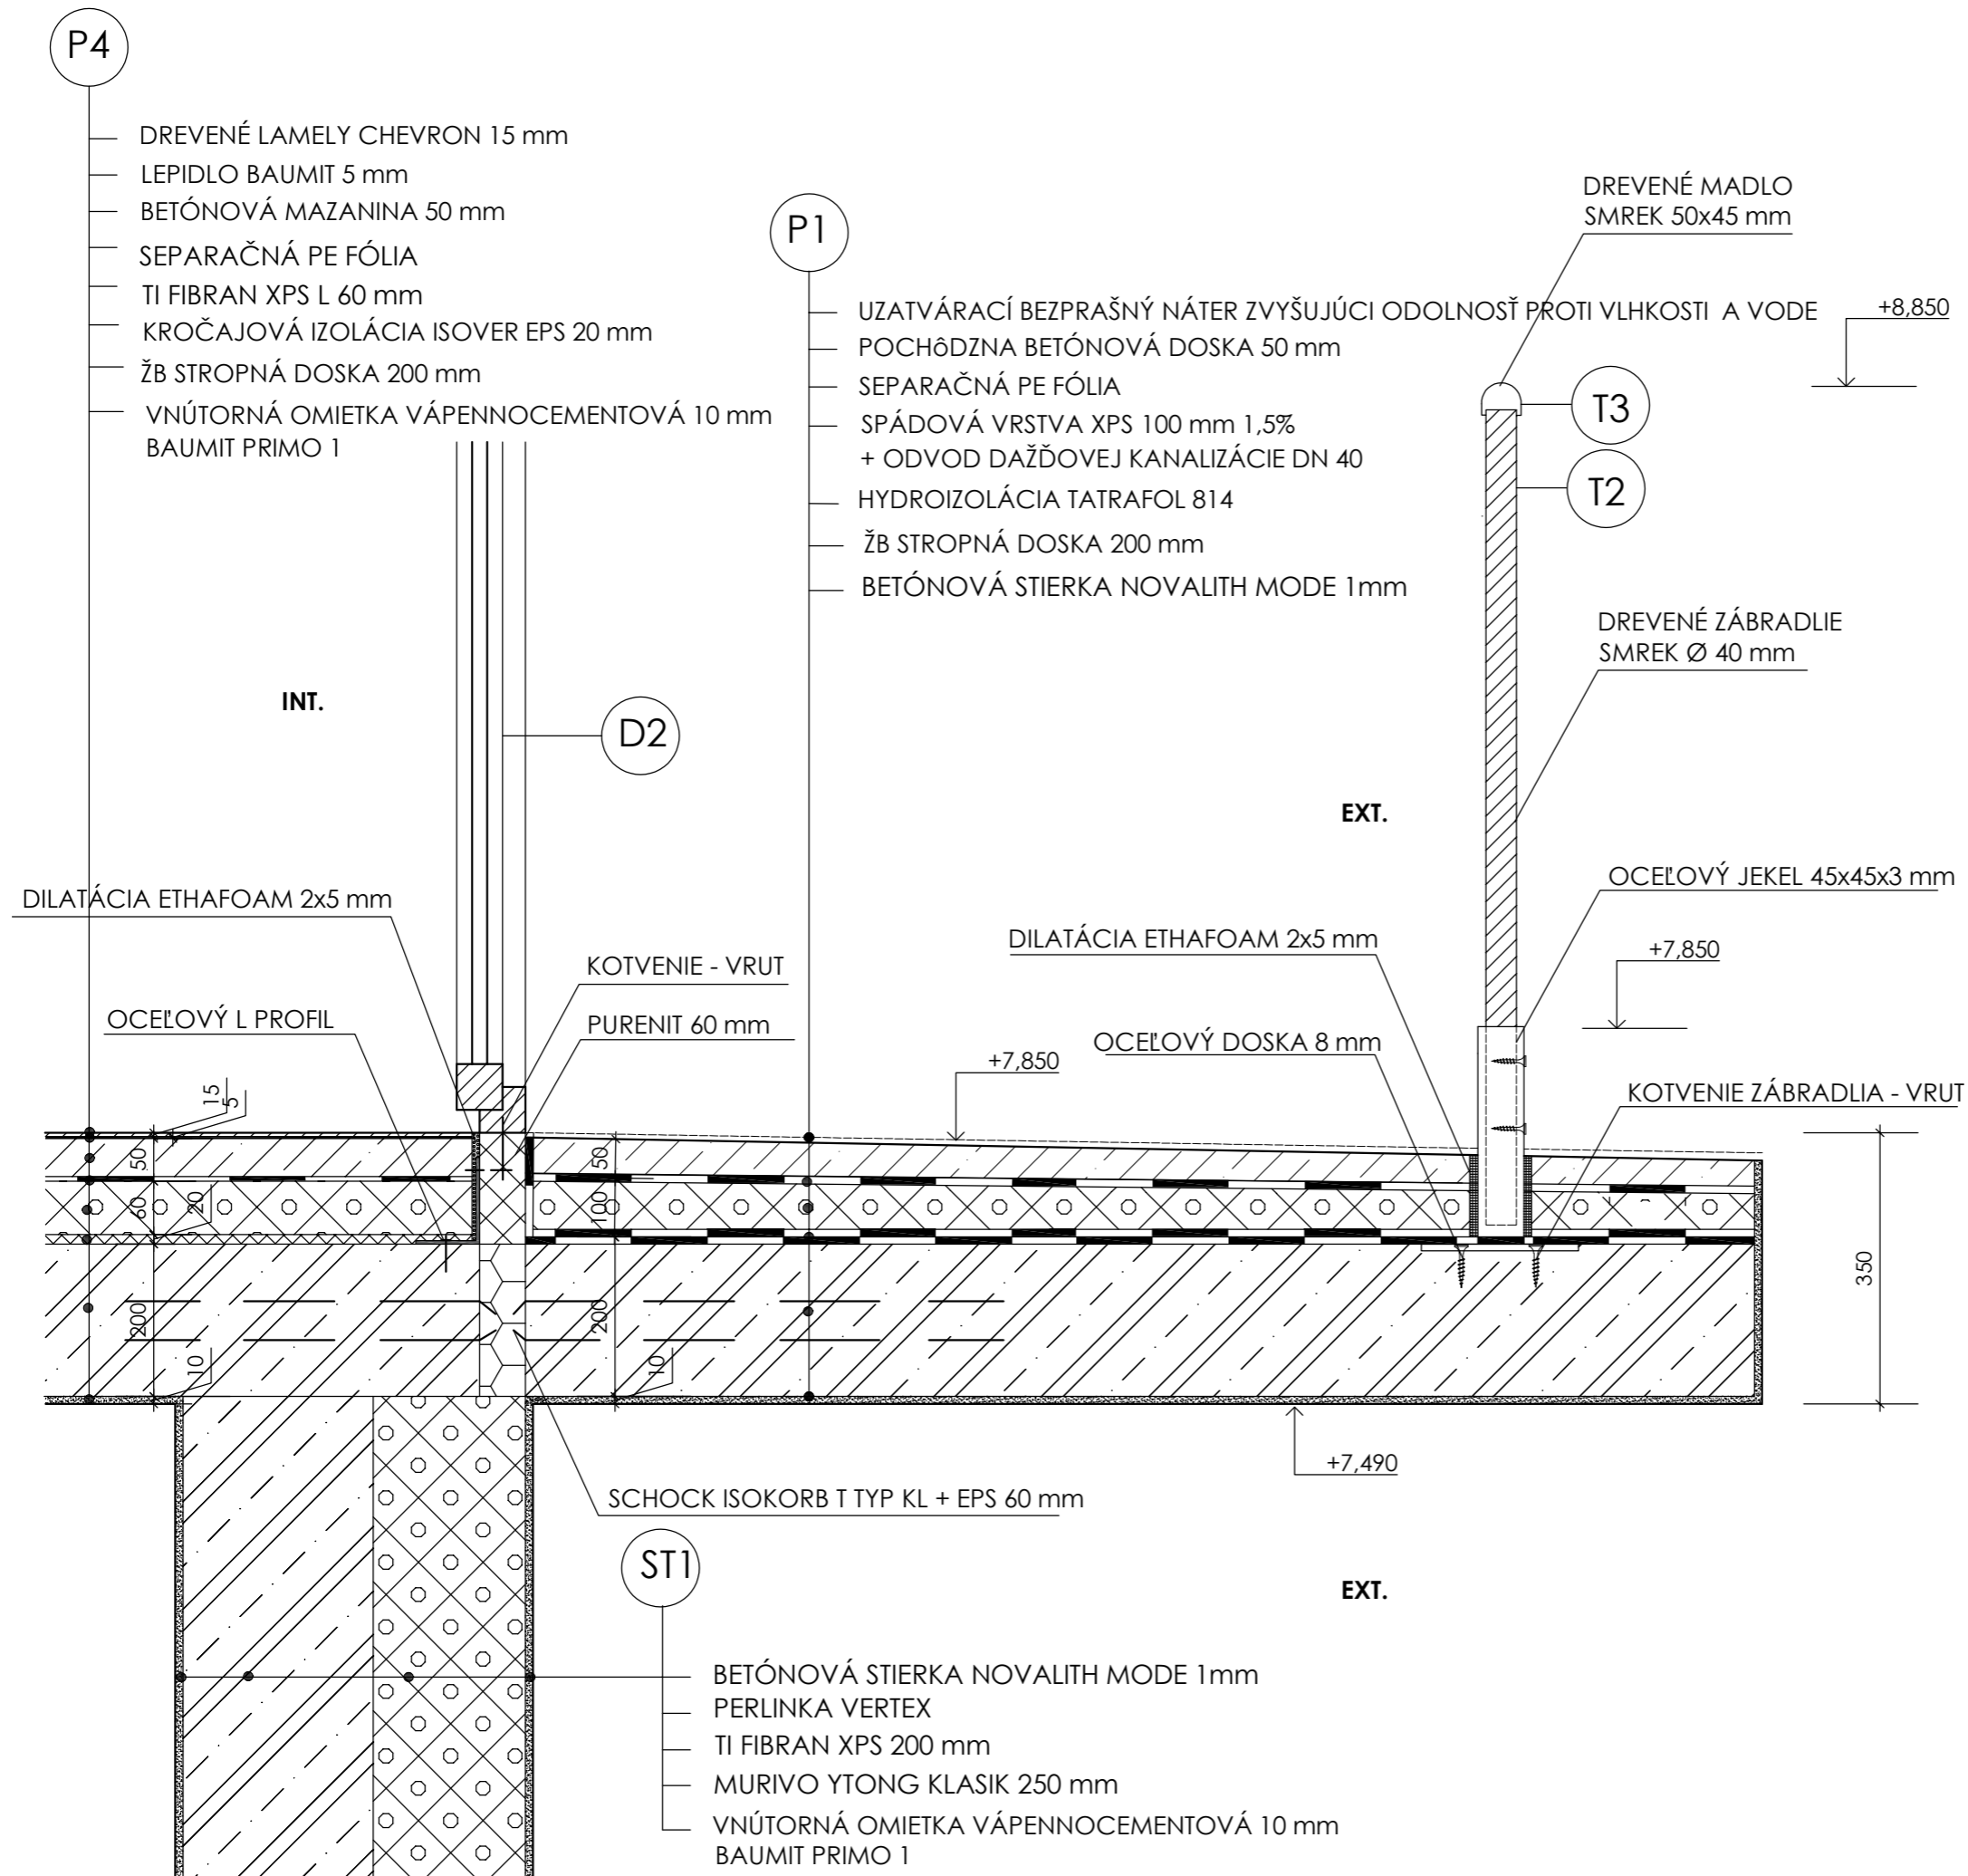 P4
DREVENÉ LAMELY CHEVRON 15 mm
LEPIDLO BAUMIT 5 mm
BETÓNOVÁ MAZANINA 50 mm
SEPARAČNÁ PE FÓLIA
TI FIBRAN XPS L 60 mm
KROČAJOVÁ IZOLÁCIA ISOVER EPS 20 mm
ŽB STROPNÁ DOSKA 200 mm
VNÚTORNÁ OMIETKA VÁPENNOCEMENTOVÁ 10 mm
BAUMIT PRIMO 1
P1
UZATVÁRACÍ BEZPRAŠNÝ NÁTER ZVYŠUJÚCI ODOLNOSŤ PROTI VLHKOSTI A VODE
POCHôDZNA BETÓNOVÁ DOSKA 50 mm
SEPARAČNÁ PE FÓLIA
SPÁDOVÁ VRSTVA XPS 100 mm 1,5%
+ ODVOD DAŽĎOVEJ KANALIZÁCIE DN 40
HYDROIZOLÁCIA TATRAFOL 814
ŽB STROPNÁ DOSKA 200 mm
BETÓNOVÁ STIERKA NOVALITH MODE 1mm
DREVENÉ MADLO
SMREK 50x45 mm
+8,850
T3
T2
DREVENÉ ZÁBRADLIE
SMREK Ø 40 mm
INT.
D2
EXT.
OCEĽOVÝ JEKEL 45x45x3 mm
DILATÁCIA ETHAFOAM 2x5 mm
DILATÁCIA ETHAFOAM 2x5 mm
+7,850
KOTVENIE - VRUT
OCEĽOVÝ L PROFIL
PURENIT 60 mm
OCEĽOVÝ DOSKA 8 mm
+7,850
KOTVENIE ZÁBRADLIA - VRUT
15
5
50
60
20
200
10
50
100
200
10
350
+7,490
SCHOCK ISOKORB T TYP KL + EPS 60 mm
ST1
EXT.
BETÓNOVÁ STIERKA NOVALITH MODE 1mm
PERLINKA VERTEX
TI FIBRAN XPS 200 mm
MURIVO YTONG KLASIK 250 mm
VNÚTORNÁ OMIETKA VÁPENNOCEMENTOVÁ 10 mm
BAUMIT PRIMO 1